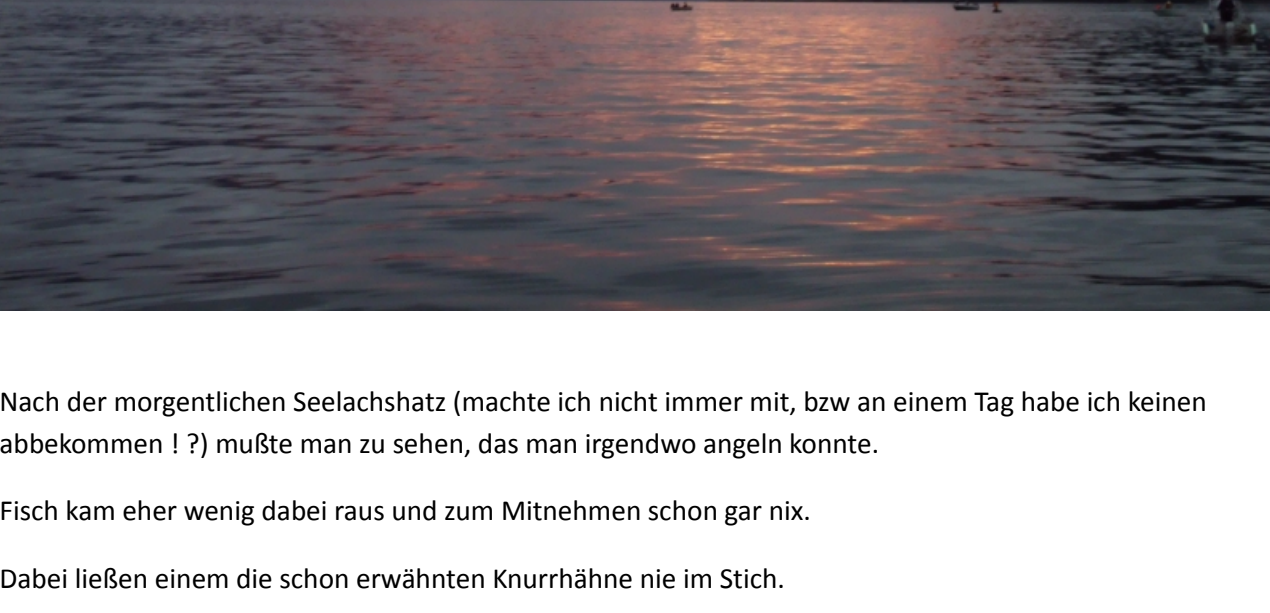 Nach der morgentlichen Seelachshatz (machte ich nicht immer mit, bzw an einem Tag habe ich keinen
abbekommen ! ?) mußte man zu sehen, das man irgendwo angeln konnte.
Fisch kam eher wenig dabei raus und zum Mitnehmen schon gar nix.
Dabei ließen einem die schon erwähnten Knurrhähne nie im Stich.